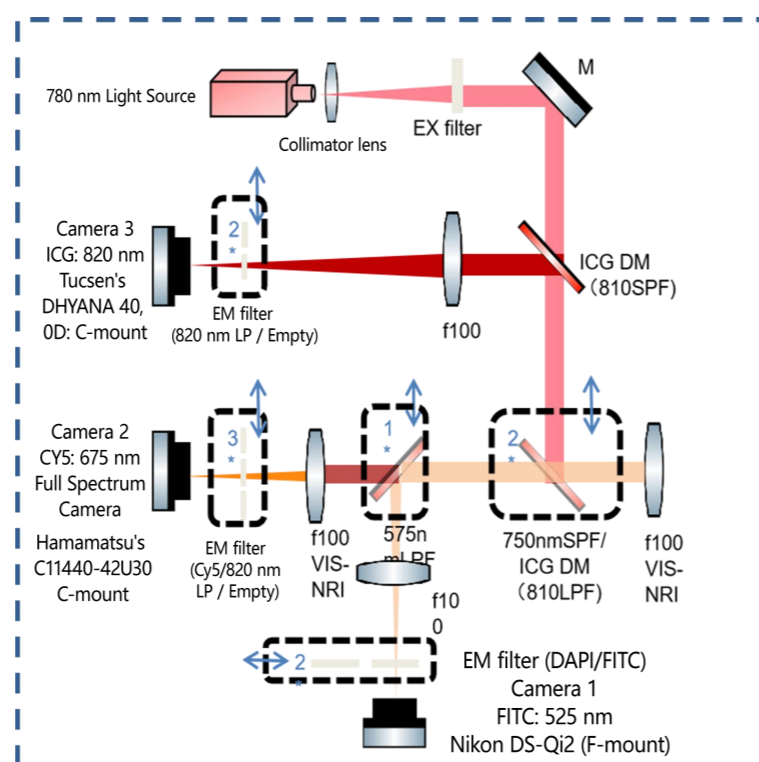 780 nm Light Source
Collimator lens
EX filter
M
Camera 3
ICG: 820 nm
Tucsen's
DHYANA 40,
0D: C-mount
2
*
EM filter
(820 nm LP / Empty)
f100
ICG DM
(810SPF)
Camera 2
CY5: 675 nm
Full Spectrum
Camera
Hamamatsu's
C11440-42U30
C-mount
3
*
EM filter
(Cy5/820 nm
LP / Empty)
f100
VIS-
NRI
1
*
575n
mLPF
2
*
750nmSPF/
ICG DM
(810LPF)
f100
VIS-
NRI
f10
0
2
*
EM filter (DAPI/FITC)
Camera 1
FITC: 525 nm
Nikon DS-Qi2 (F-mount)